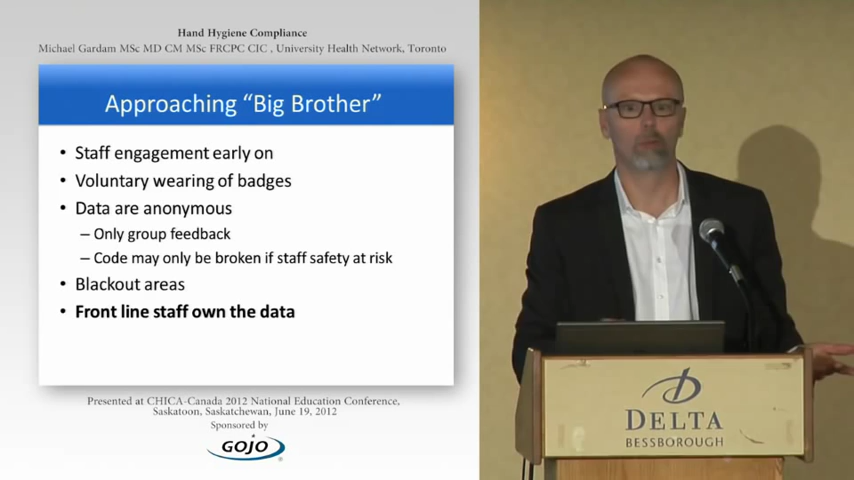 Hand Hygiene Compliance
Michael Gardam MSc MD CM MSc FRCPC CIC , University Health Network, Toronto
Approaching “Big Brother”
• Staff engagement early on
• Voluntary wearing of badges
• Data are anonymous
– Only group feedback
– Code may only be broken if staff safety at risk
• Blackout areas
• Front line staff own the data
Presented at CHICA-Canada 2012 National Education Conference,
Saskatoon, Saskatchewan, June 19, 2012
Sponsored by
GOJO
DELTA
BESSBOROUGH